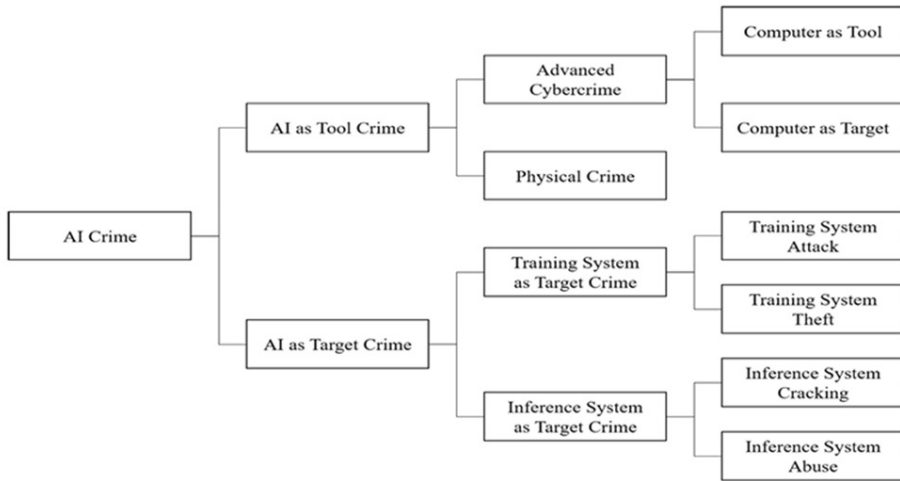 AI Crime
AI as Tool Crime
Advanced
Cybercrime
Computer as Tool
Computer as Target
Physical Crime
AI as Target Crime
Training System
as Target Crime
Training System
Attack
Training System
Theft
Inference System
as Target Crime
Inference System
Cracking
Inference System
Abuse